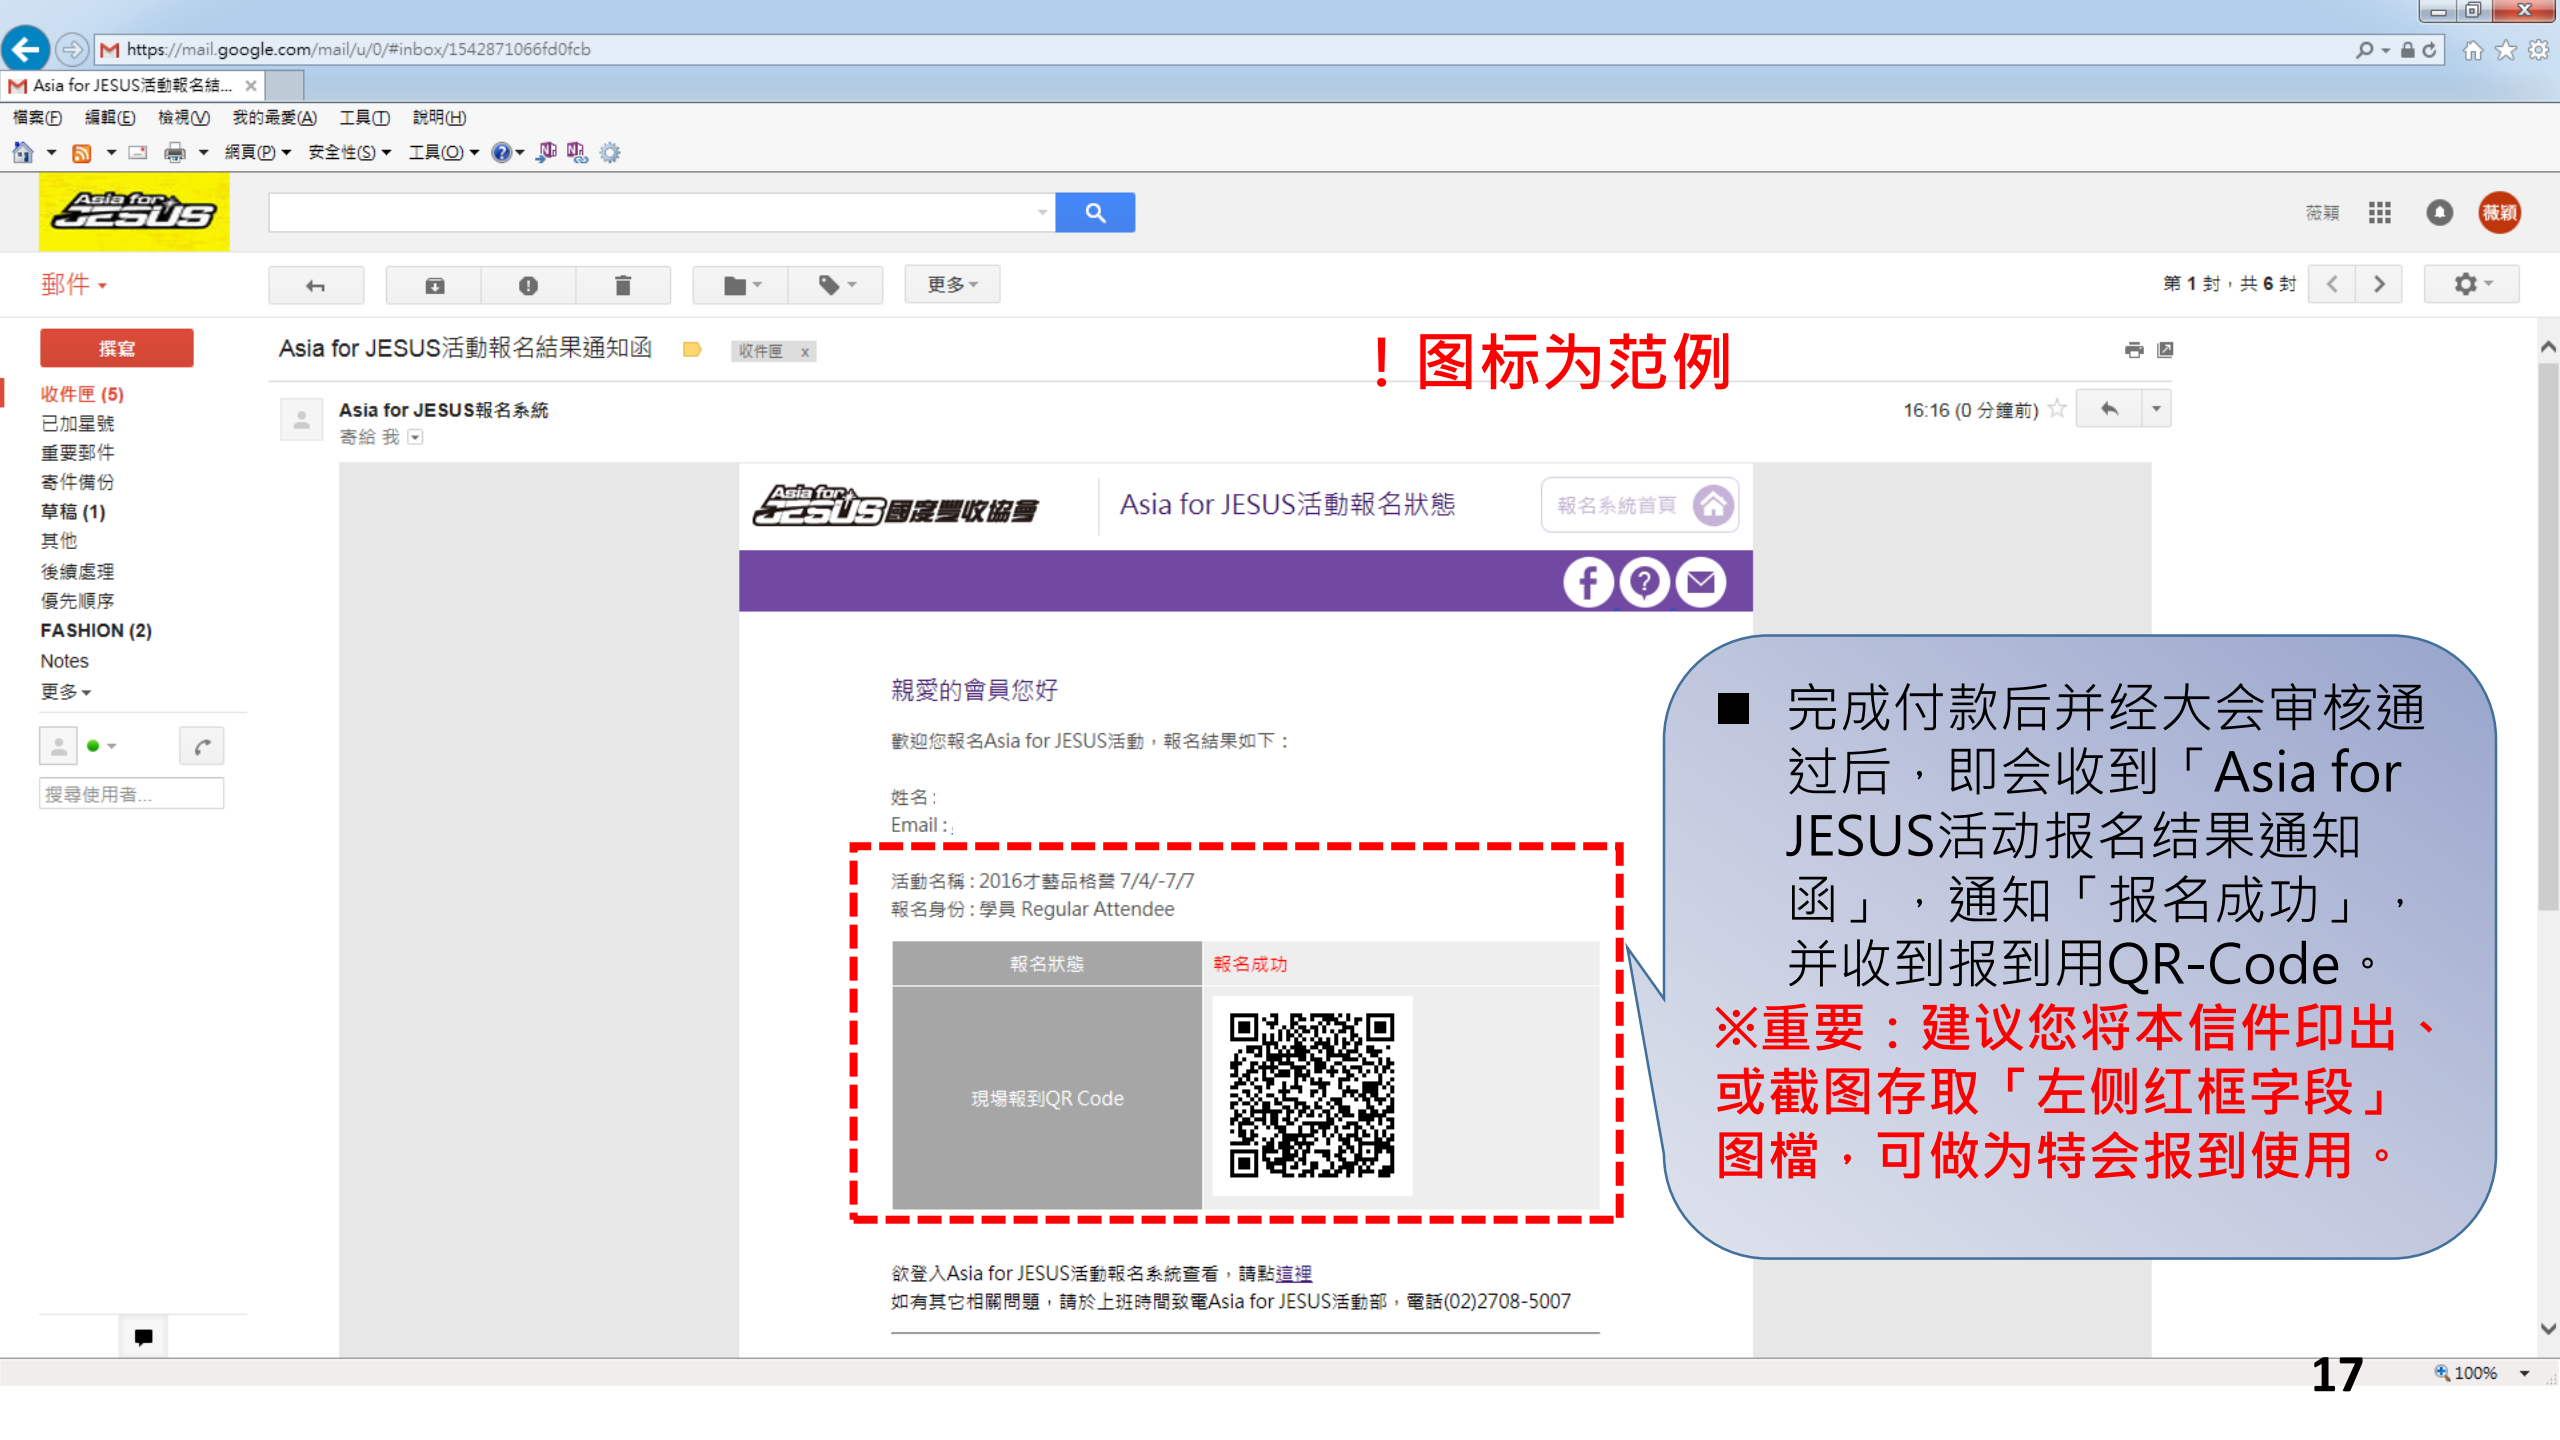 https://mail.google.com/mail/u/0/#inbox/1542871066fd0fcb
Asia for JESUS活動報名結...
檔案(F) 編輯(E) 檢視(V) 我的最愛(A) 工具(T) 說明(H)
網頁(P) 安全性(S) 工具(O)
Asia for JESUS
薇穎
薇穎
郵件
更多
第 1 封，共 6 封
撰寫
Asia for JESUS活動報名結果通知函
收件匣 x
！图标为范例
收件匣 (5)
已加星號
重要郵件
寄件備份
草稿 (1)
其他
後續處理
優先順序
FASHION (2)
Notes
更多
搜尋使用者...
Asia for JESUS報名系統
寄給 我
16:16 (0 分鐘前)
Asia for JESUS國度豐收協會
Asia for JESUS活動報名狀態
報名系統首頁
親愛的會員您好
歡迎您報名Asia for JESUS活動，報名結果如下：
姓名 :
Email :
活動名稱 : 2016才藝品格營 7/4/-7/7
報名身份 : 學員 Regular Attendee
報名狀態
報名成功
現場報到QR Code
欲登入Asia for JESUS活動報名系統查看，請點這裡
如有其它相關問題，請於上班時間致電Asia for JESUS活動部，電話(02)2708-5007
■ 完成付款后并经大会审核通
过后，即会收到「Asia for
JESUS活动报名结果通知
函」，通知「报名成功」，
并收到报到用QR-Code。
※重要：建议您将本信件印出、
或截图存取「左侧红框字段」
图檔，可做为特会报到使用。
17
100%